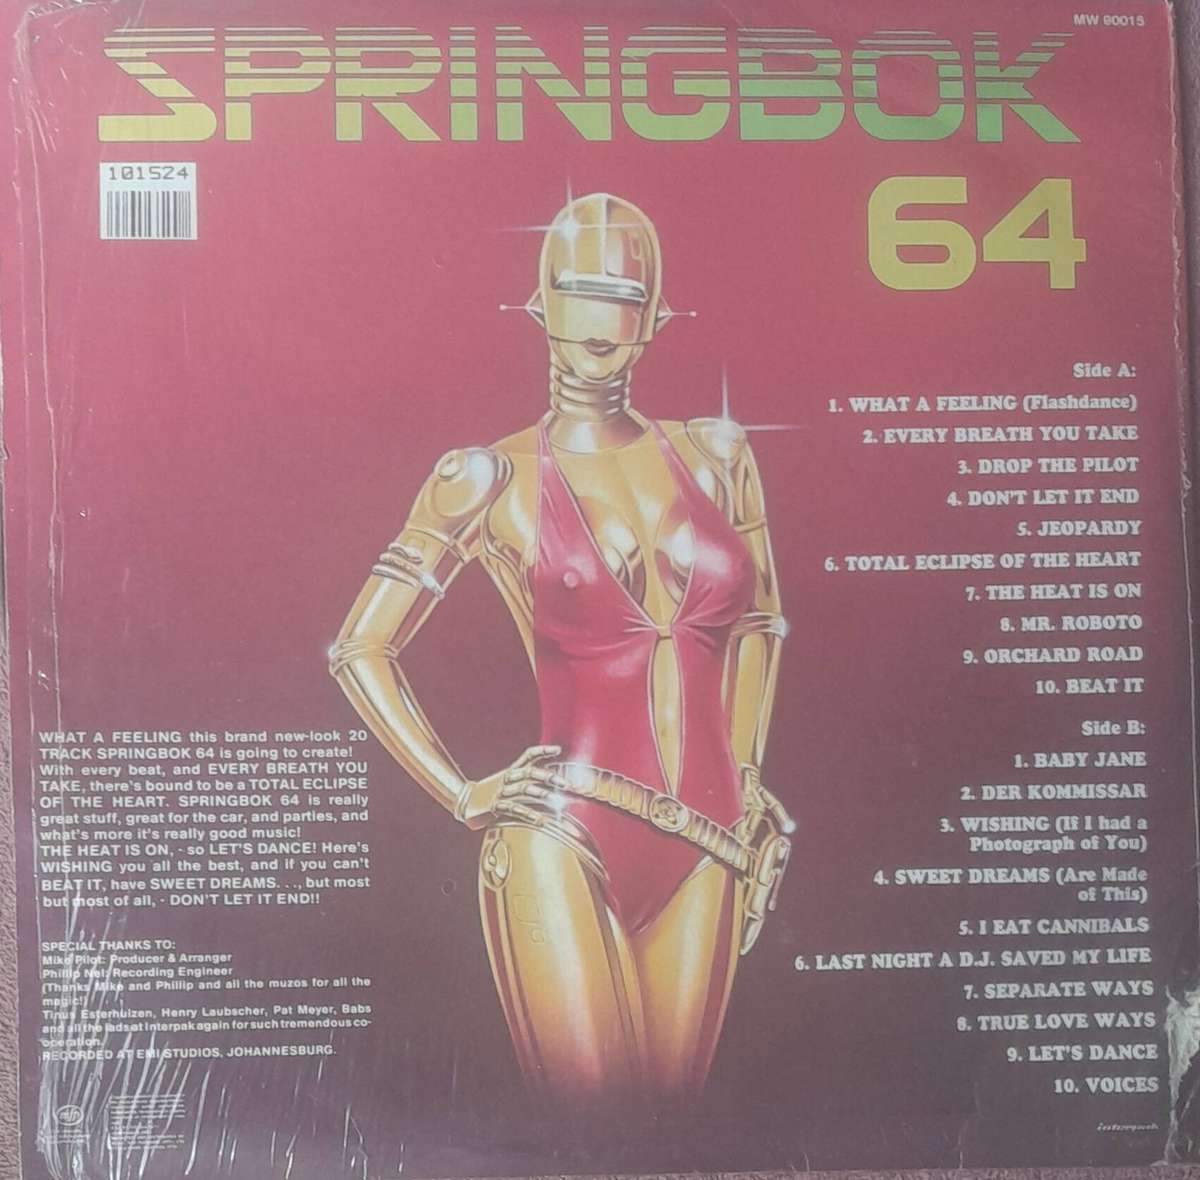 MW 90015
SPRINGBOK
64
101524
Side A:
1. WHAT A FEELING (Flashdance)
2. EVERY BREATH YOU TAKE
3. DROP THE PILOT
4. DON'T LET IT END
5. JEOPARDY
6. TOTAL ECLIPSE OF THE HEART
7. THE HEAT IS ON
8. MR. ROBOTO
9. ORCHARD ROAD
10. BEAT IT
Side B:
1. BABY JANE
2. DER KOMMISSAR
3. WISHING (If I had a
Photograph of You)
4. SWEET DREAMS (Are Made
of This)
5. I EAT CANNIBALS
6. LAST NIGHT A D.J. SAVED MY LIFE
7. SEPARATE WAYS
8. TRUE LOVE WAYS
9. LET'S DANCE
10. VOICES
WHAT A FEELING this brand new-look 20
TRACK SPRINGBOK 64 is going to create!
With every beat, and EVERY BREATH YOU
TAKE, there's bound to be a TOTAL ECLIPSE
OF THE HEART. SPRINGBOK 64 is really
great stuff, great for the car, and parties, and
what's more it's really good music!
THE HEAT IS ON, - so LET'S DANCE! Here's
WISHING you all the best, and if you can't
BEAT IT, have SWEET DREAMS. . ., but most
but most of all, - DON'T LET IT END!!
SPECIAL THANKS TO:
Mike Pilot: Producer & Arranger
Phillip Nel: Recording Engineer
(Thanks Mike and Phillip and all the muzos for all the
magic!)
Tinus Esterhuizen, Henry Laubscher, Pat Meyer, Babs
and all the lads at Interpak again for such tremendous co-
operation.
RECORDED AT EMI STUDIOS, JOHANNESBURG.
mfp
interpak